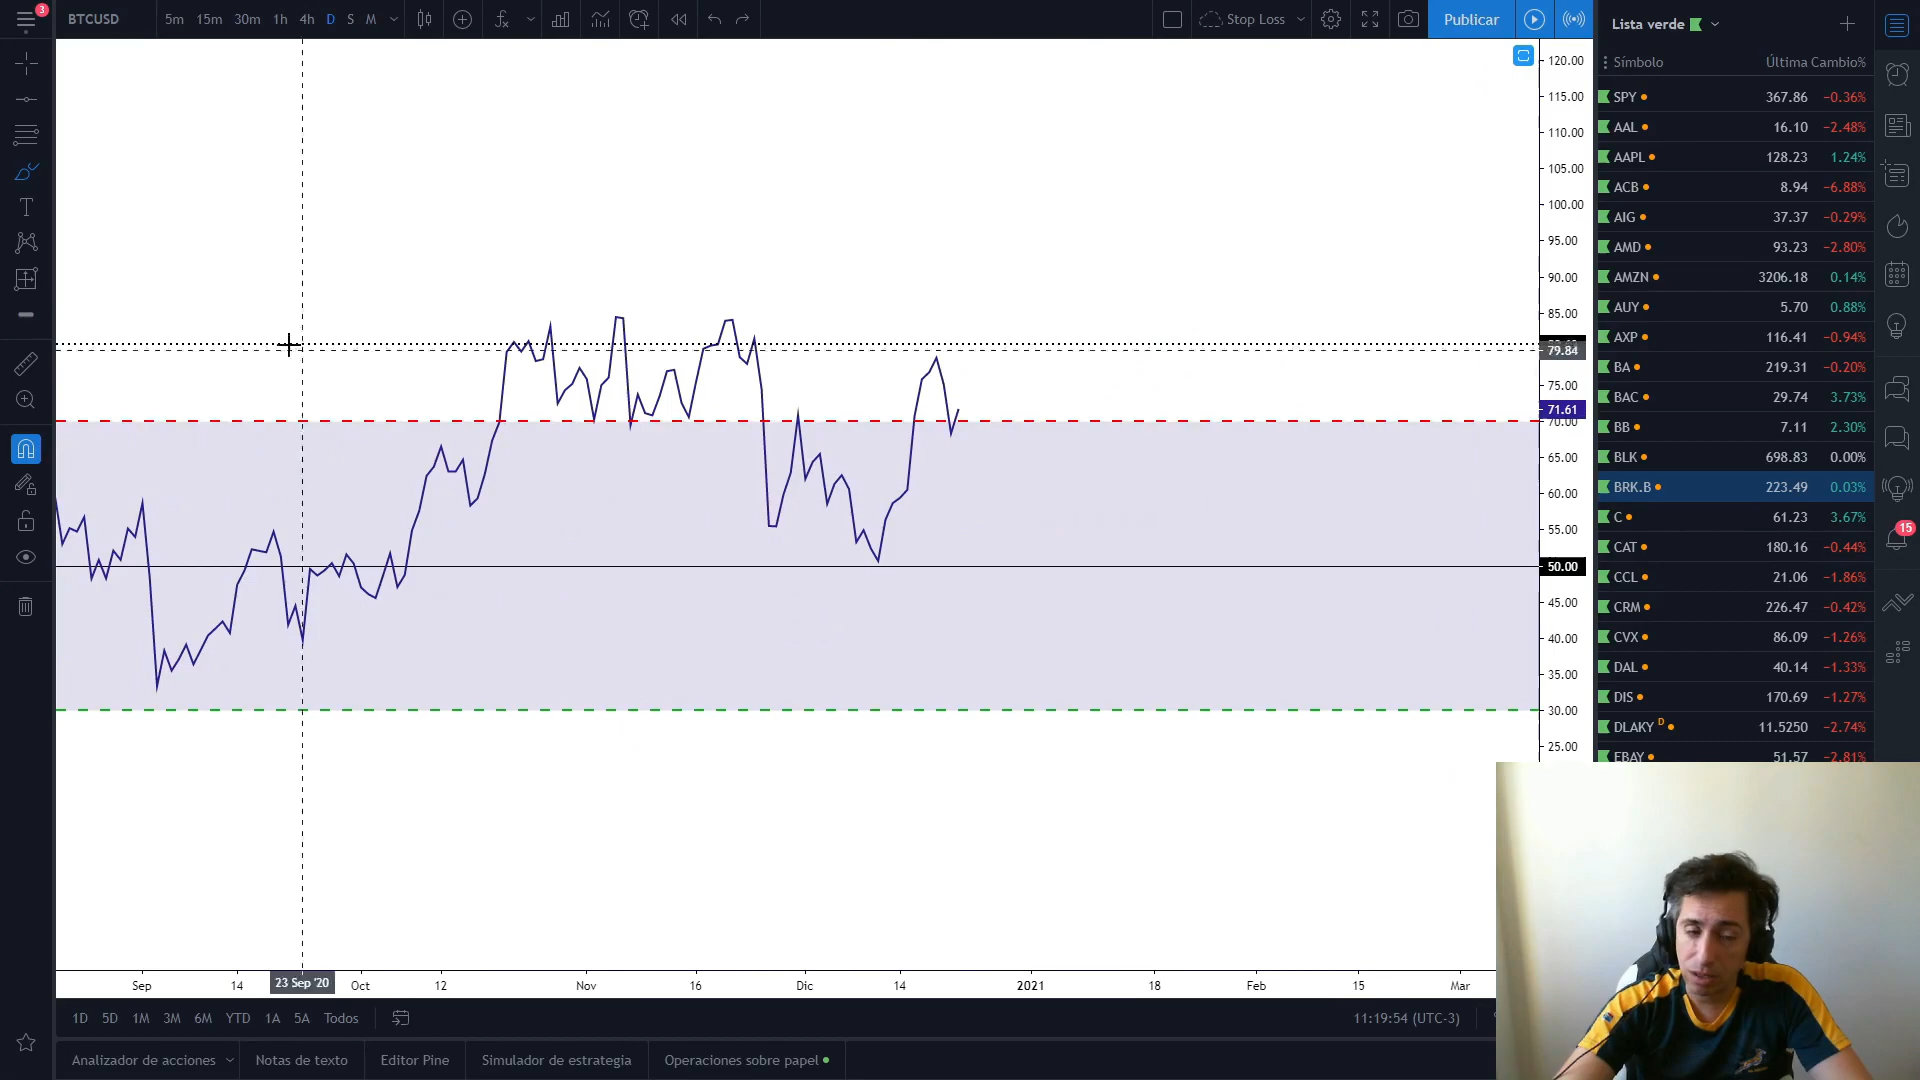 3
BTCUSD 5m 15m 30m 1h 4h D S M
Stop Loss
Publicar
Lista verde
Símbolo Última Cambio%
SPY 367.86 −0.36%
AAL 16.10 −2.48%
AAPL 128.23 1.24%
ACB 8.94 −6.88%
AIG 37.37 −0.29%
AMD 93.23 −2.80%
AMZN 3206.18 0.14%
AUY 5.70 0.88%
AXP 116.41 −0.94%
BA 219.31 −0.20%
BAC 29.74 3.73%
BB 7.11 2.30%
BLK 698.83 0.00%
BRK.B 223.49 0.03%
C 61.23 3.67%
CAT 180.16 −0.44%
CCL 21.06 −1.86%
CRM 226.47 −0.42%
CVX 86.09 −1.26%
DAL 40.14 −1.33%
DIS 170.69 −1.27%
DLAKY D 11.5250 −2.74%
EBAY 51.57 −2.81%
15
120.00
115.00
110.00
105.00
100.00
95.00
90.00
85.00
79.84
75.00
71.61
70.00
65.00
60.00
55.00
50.00
45.00
40.00
35.00
30.00
25.00
Sep 14 23 Sep '20 Oct 12 Nov 16 Dic 14 2021 18 Feb 15 Mar
1D 5D 1M 3M 6M YTD 1A 5A Todos
11:19:54 (UTC-3)
Analizador de acciones Notas de texto Editor Pine Simulador de estrategia Operaciones sobre papel